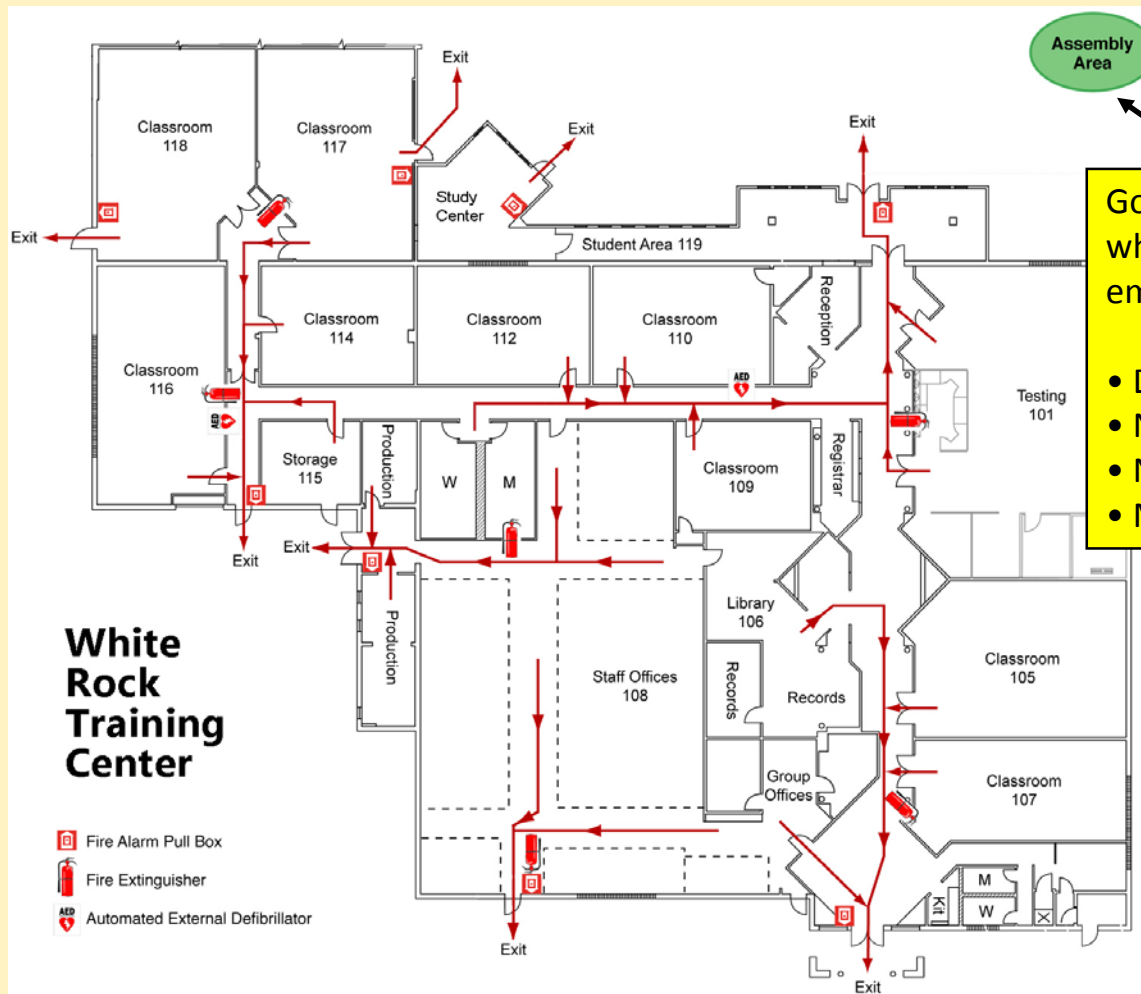 Assembly
Area
Exit
Exit
Exit
Classroom
118
Classroom
117
Study
Center
Exit
Student Area 119
Go
Classroom
114
Classroom
112
Classroom
110
Reception
Classroom
116
AED
AED
Testing
101
Storage
115
Production
W
M
Classroom
109
Registrar
Exit
Exit
Production
Library
106
White
Rock
Training
Center
Staff Offices
108
Records
Records
Classroom
105
Group
Offices
Classroom
107
Fire Alarm Pull Box
Fire Extinguisher
AED
Automated External Defibrillator
Kit
M
W
X
Exit
Exit